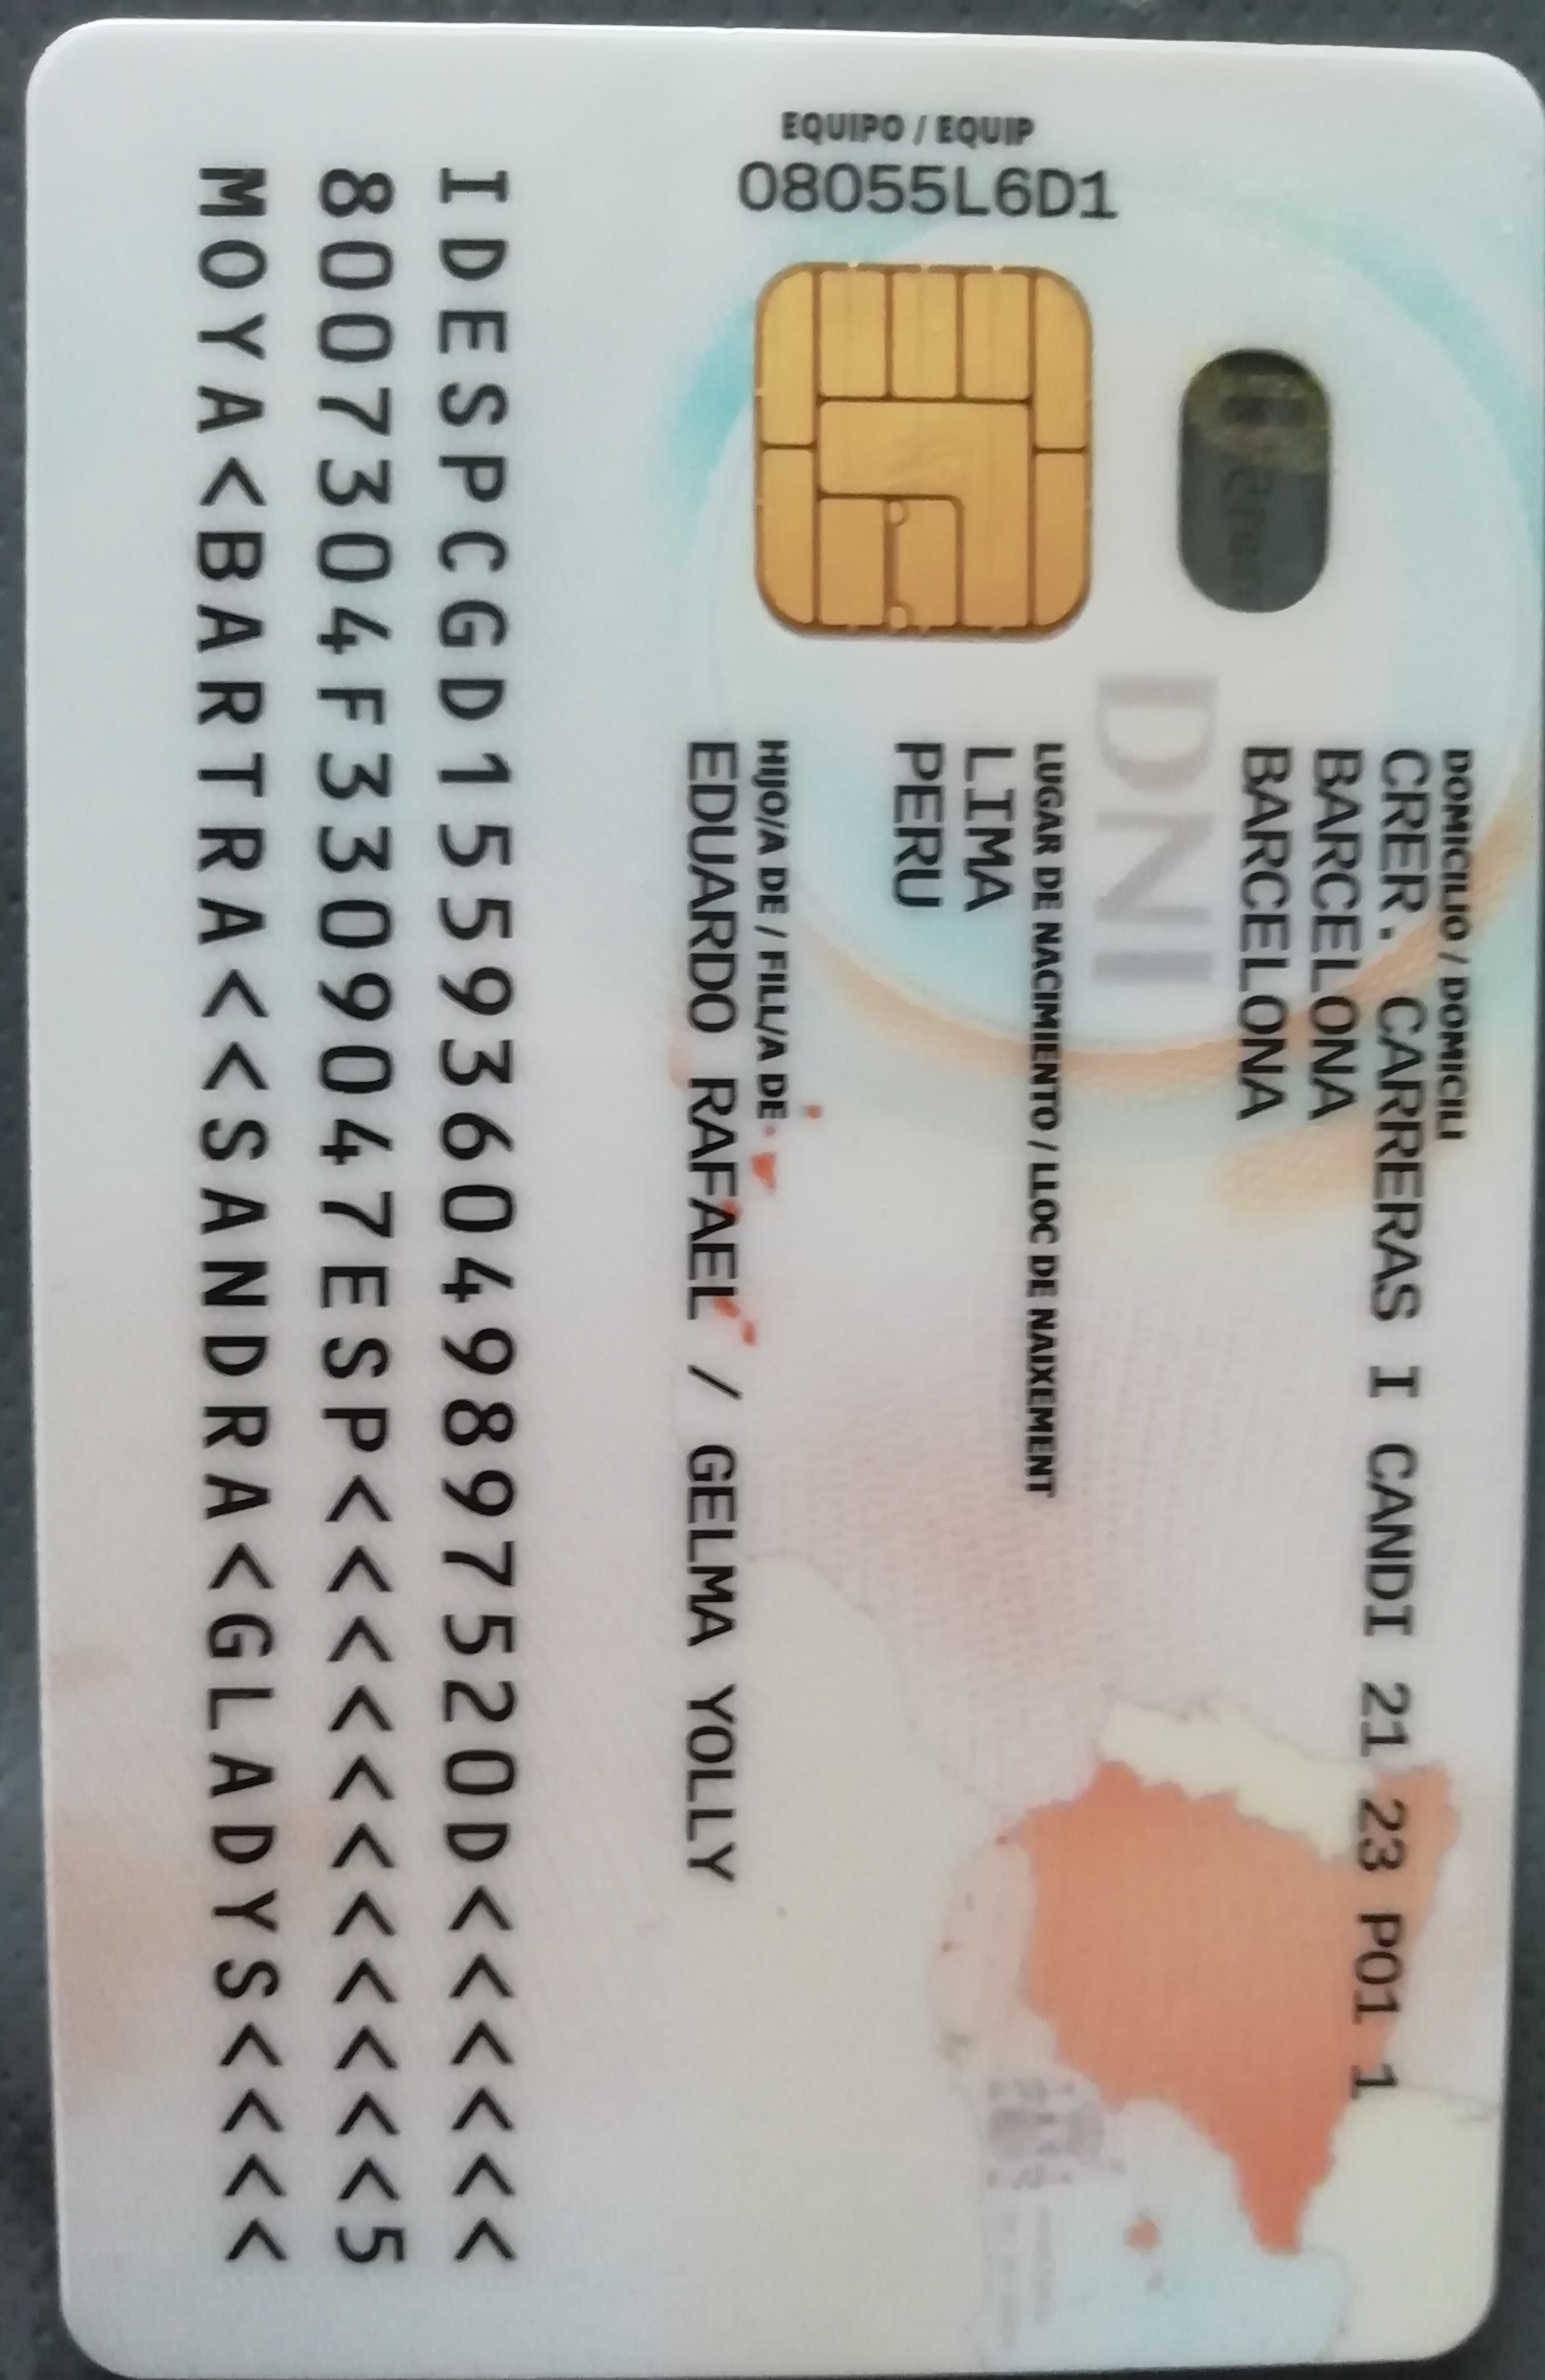 DOMICILIO / DOMICILI
CRER. CARRERAS I CANDI 21 23 P01 1
BARCELONA
BARCELONA
DNI
LUGAR DE NACIMIENTO / LLOC DE NAIXEMENT
LIMA
PERU
HIJO/A DE / FILL/A DE
EDUARDO RAFAEL / GELMA YOLLY
EQUIPO / EQUIP
08055L6D1
IDESPCGD155936049897520D<<<<<<
8007304F3309047ESP<<<<<<<<<<<5
MOYA<BARTRA<<SANDRA<GLADYS<<<<